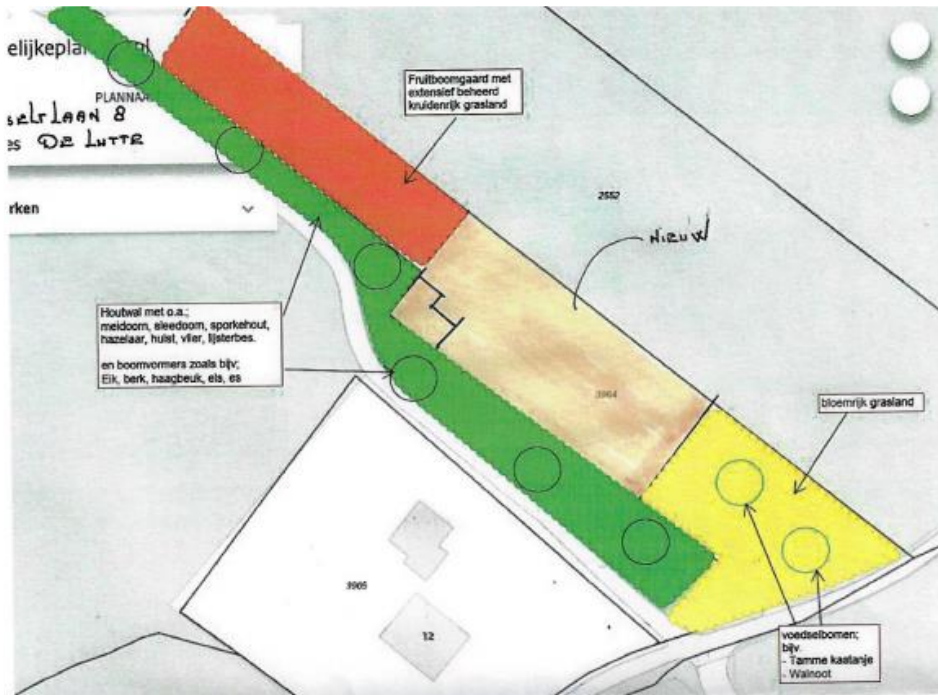 elijkeplan
PLANNAA
SELTLAAN 8
es DE LUTTE
rken
Fruitboomgaard met
extensief beheerd
kruidenrijk grasland
2552
NIEUW
Houtwal met o.a.;
meidoorn, sleedoorn, sporkehout,
hazelaar, hulst, vlier, lijsterbes.
en boomvormers zoals bijv;
Eik, berk, haagbeuk, els, es
3964
bloemrijk grasland
3905
12
voedselbomen;
bijv.
- Tamme kastanje
- Walnoot